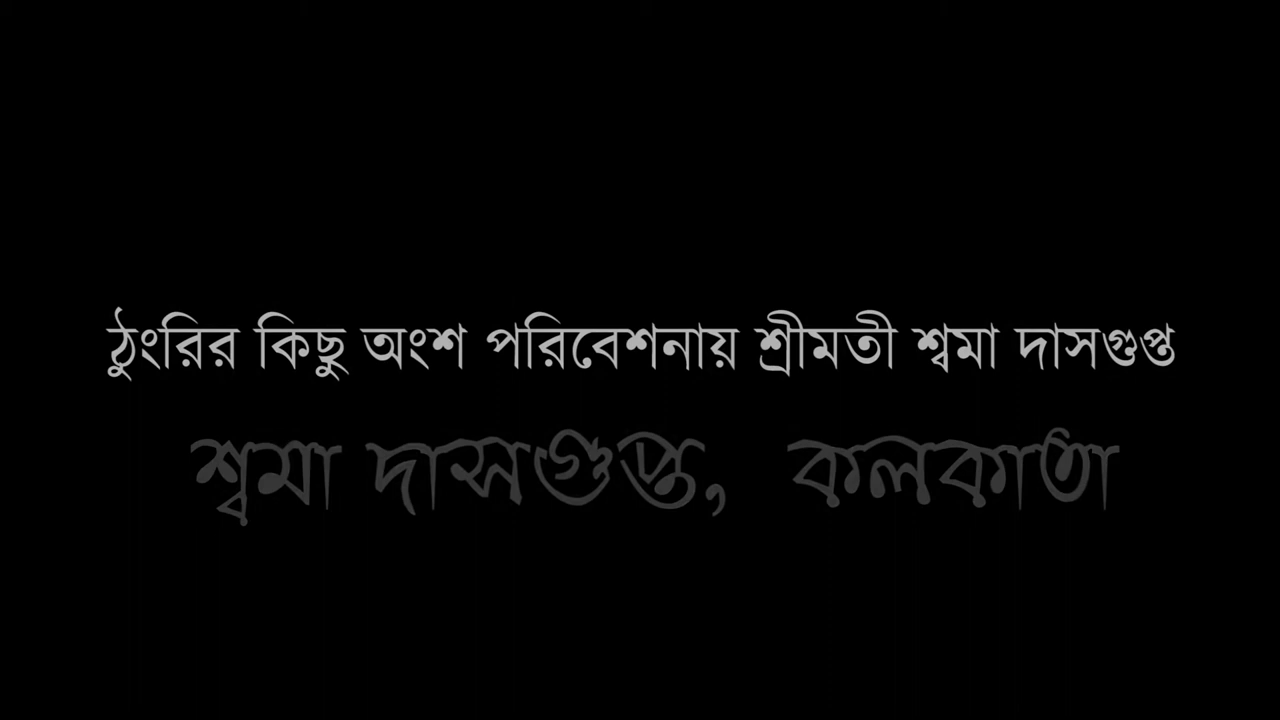 ঠুংরির কিছু অংশ পরিবেশনায় শ্রীমতী শ্বমা দাসগুপ্ত
শ্বমা দাসগুপ্ত, কলকাতা